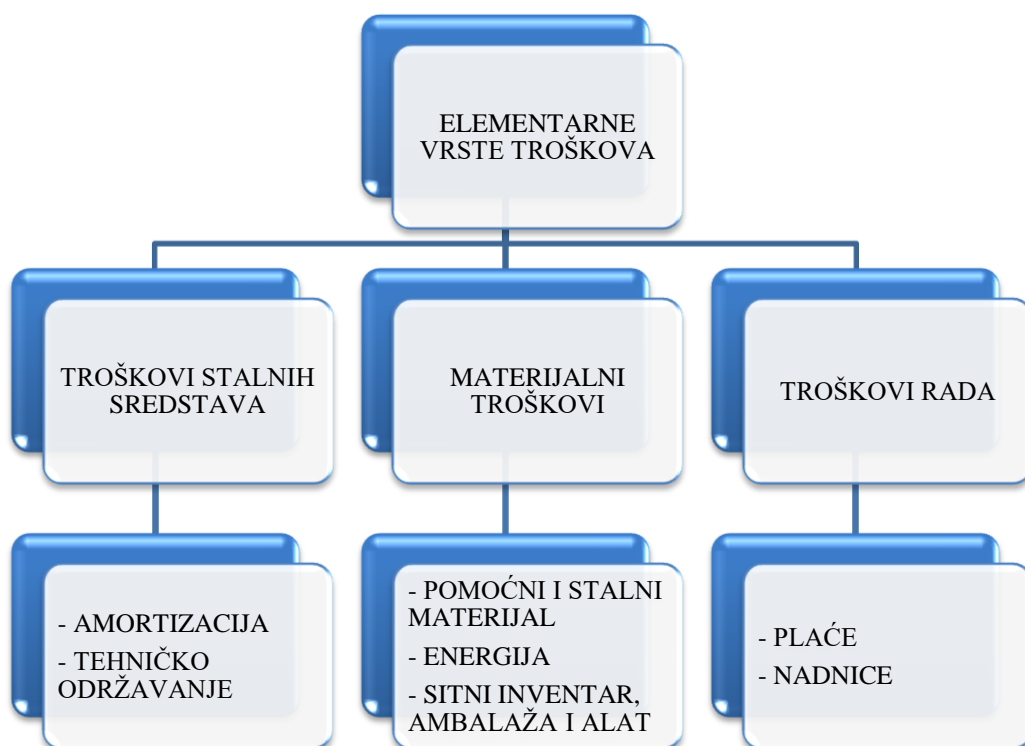 ELEMENTARNE
VRSTE TROŠKOVA
TROŠKOVI STALNIH
SREDSTAVA
MATERIJALNI
TROŠKOVI
TROŠKOVI RADA
- AMORTIZACIJA
- TEHNIČKO
ODRŽAVANJE
- POMOĆNI I STALNI
MATERIJAL
- ENERGIJA
- SITNI INVENTAR,
AMBALAŽA I ALAT
- PLAĆE
- NADNICE